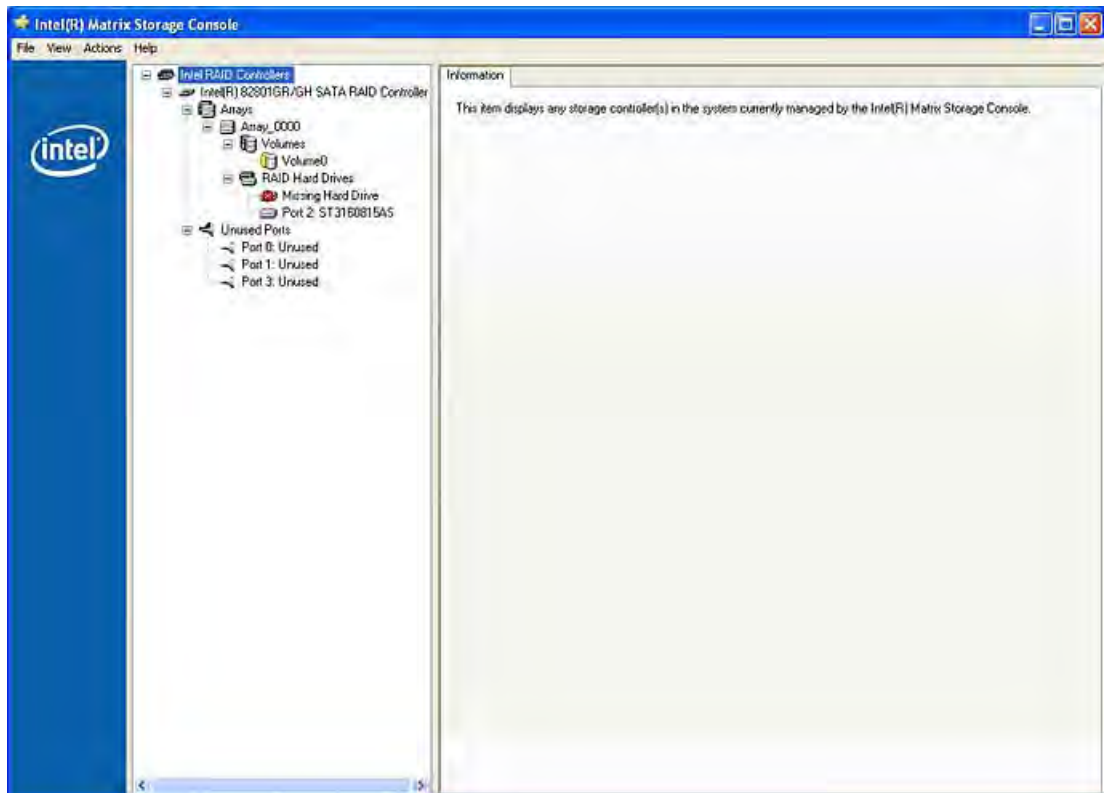 Intel(R) Matrix Storage Console
File View Actions Help
intel
Intel RAID Controllers
Intel(R) 82801GR/GH SATA RAID Controller
Arrays
Array_0000
Volumes
Volume0
RAID Hard Drives
Missing Hard Drive
Port 2: ST3160815AS
Unused Ports
Port 0: Unused
Port 1: Unused
Port 3: Unused
Information
This item displays any storage controller(s) in the system currently managed by the Intel(R) Matrix Storage Console.